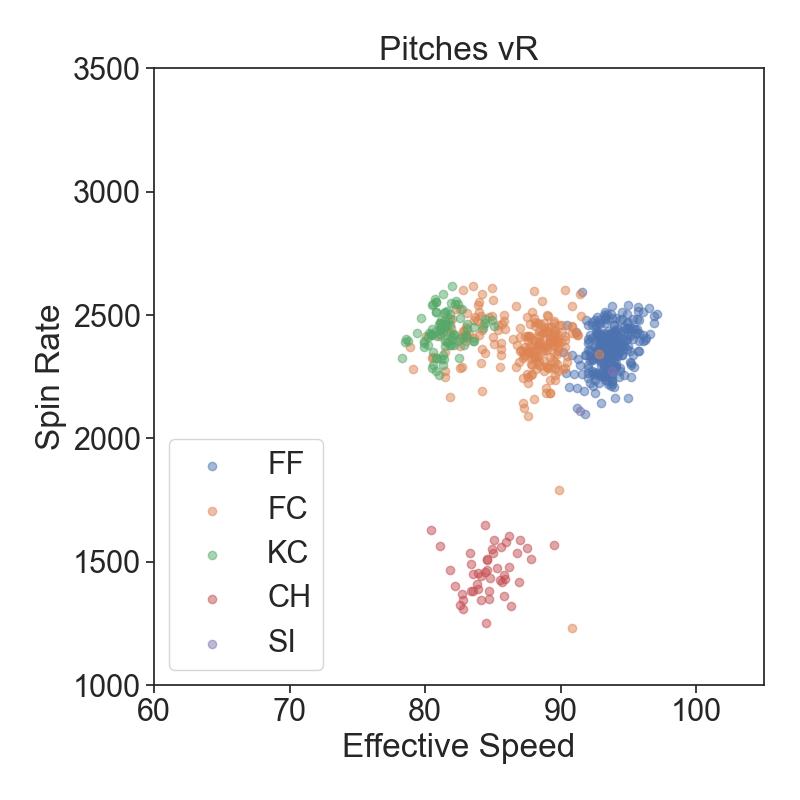 Pitches vR
3500
3000
2500
2000
1500
1000
Spin Rate
FF
FC
KC
CH
SI
60 70 80 90 100
Effective Speed